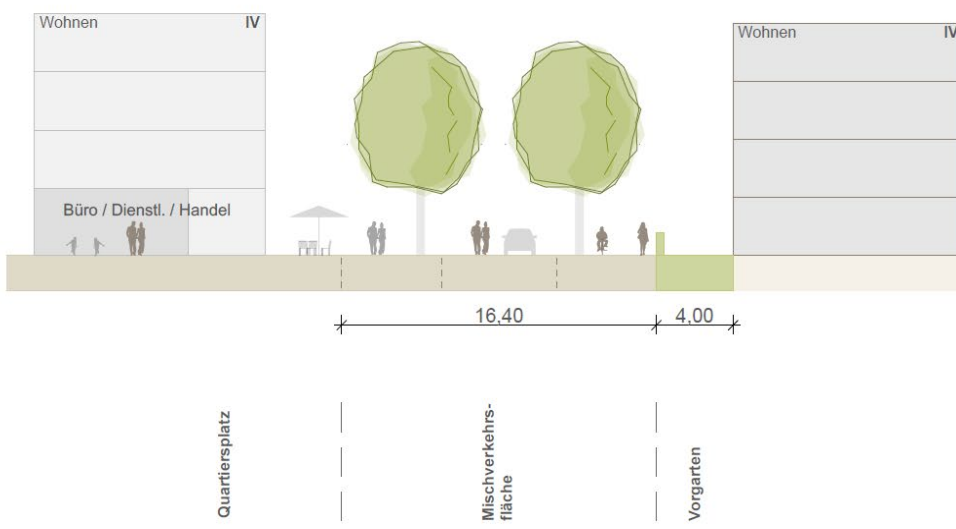 Wohnen IV
Wohnen IV
Büro / Dienstl. / Handel
16,40 4,00
Quartiersplatz
Mischverkehrs-
fläche
Vorgarten